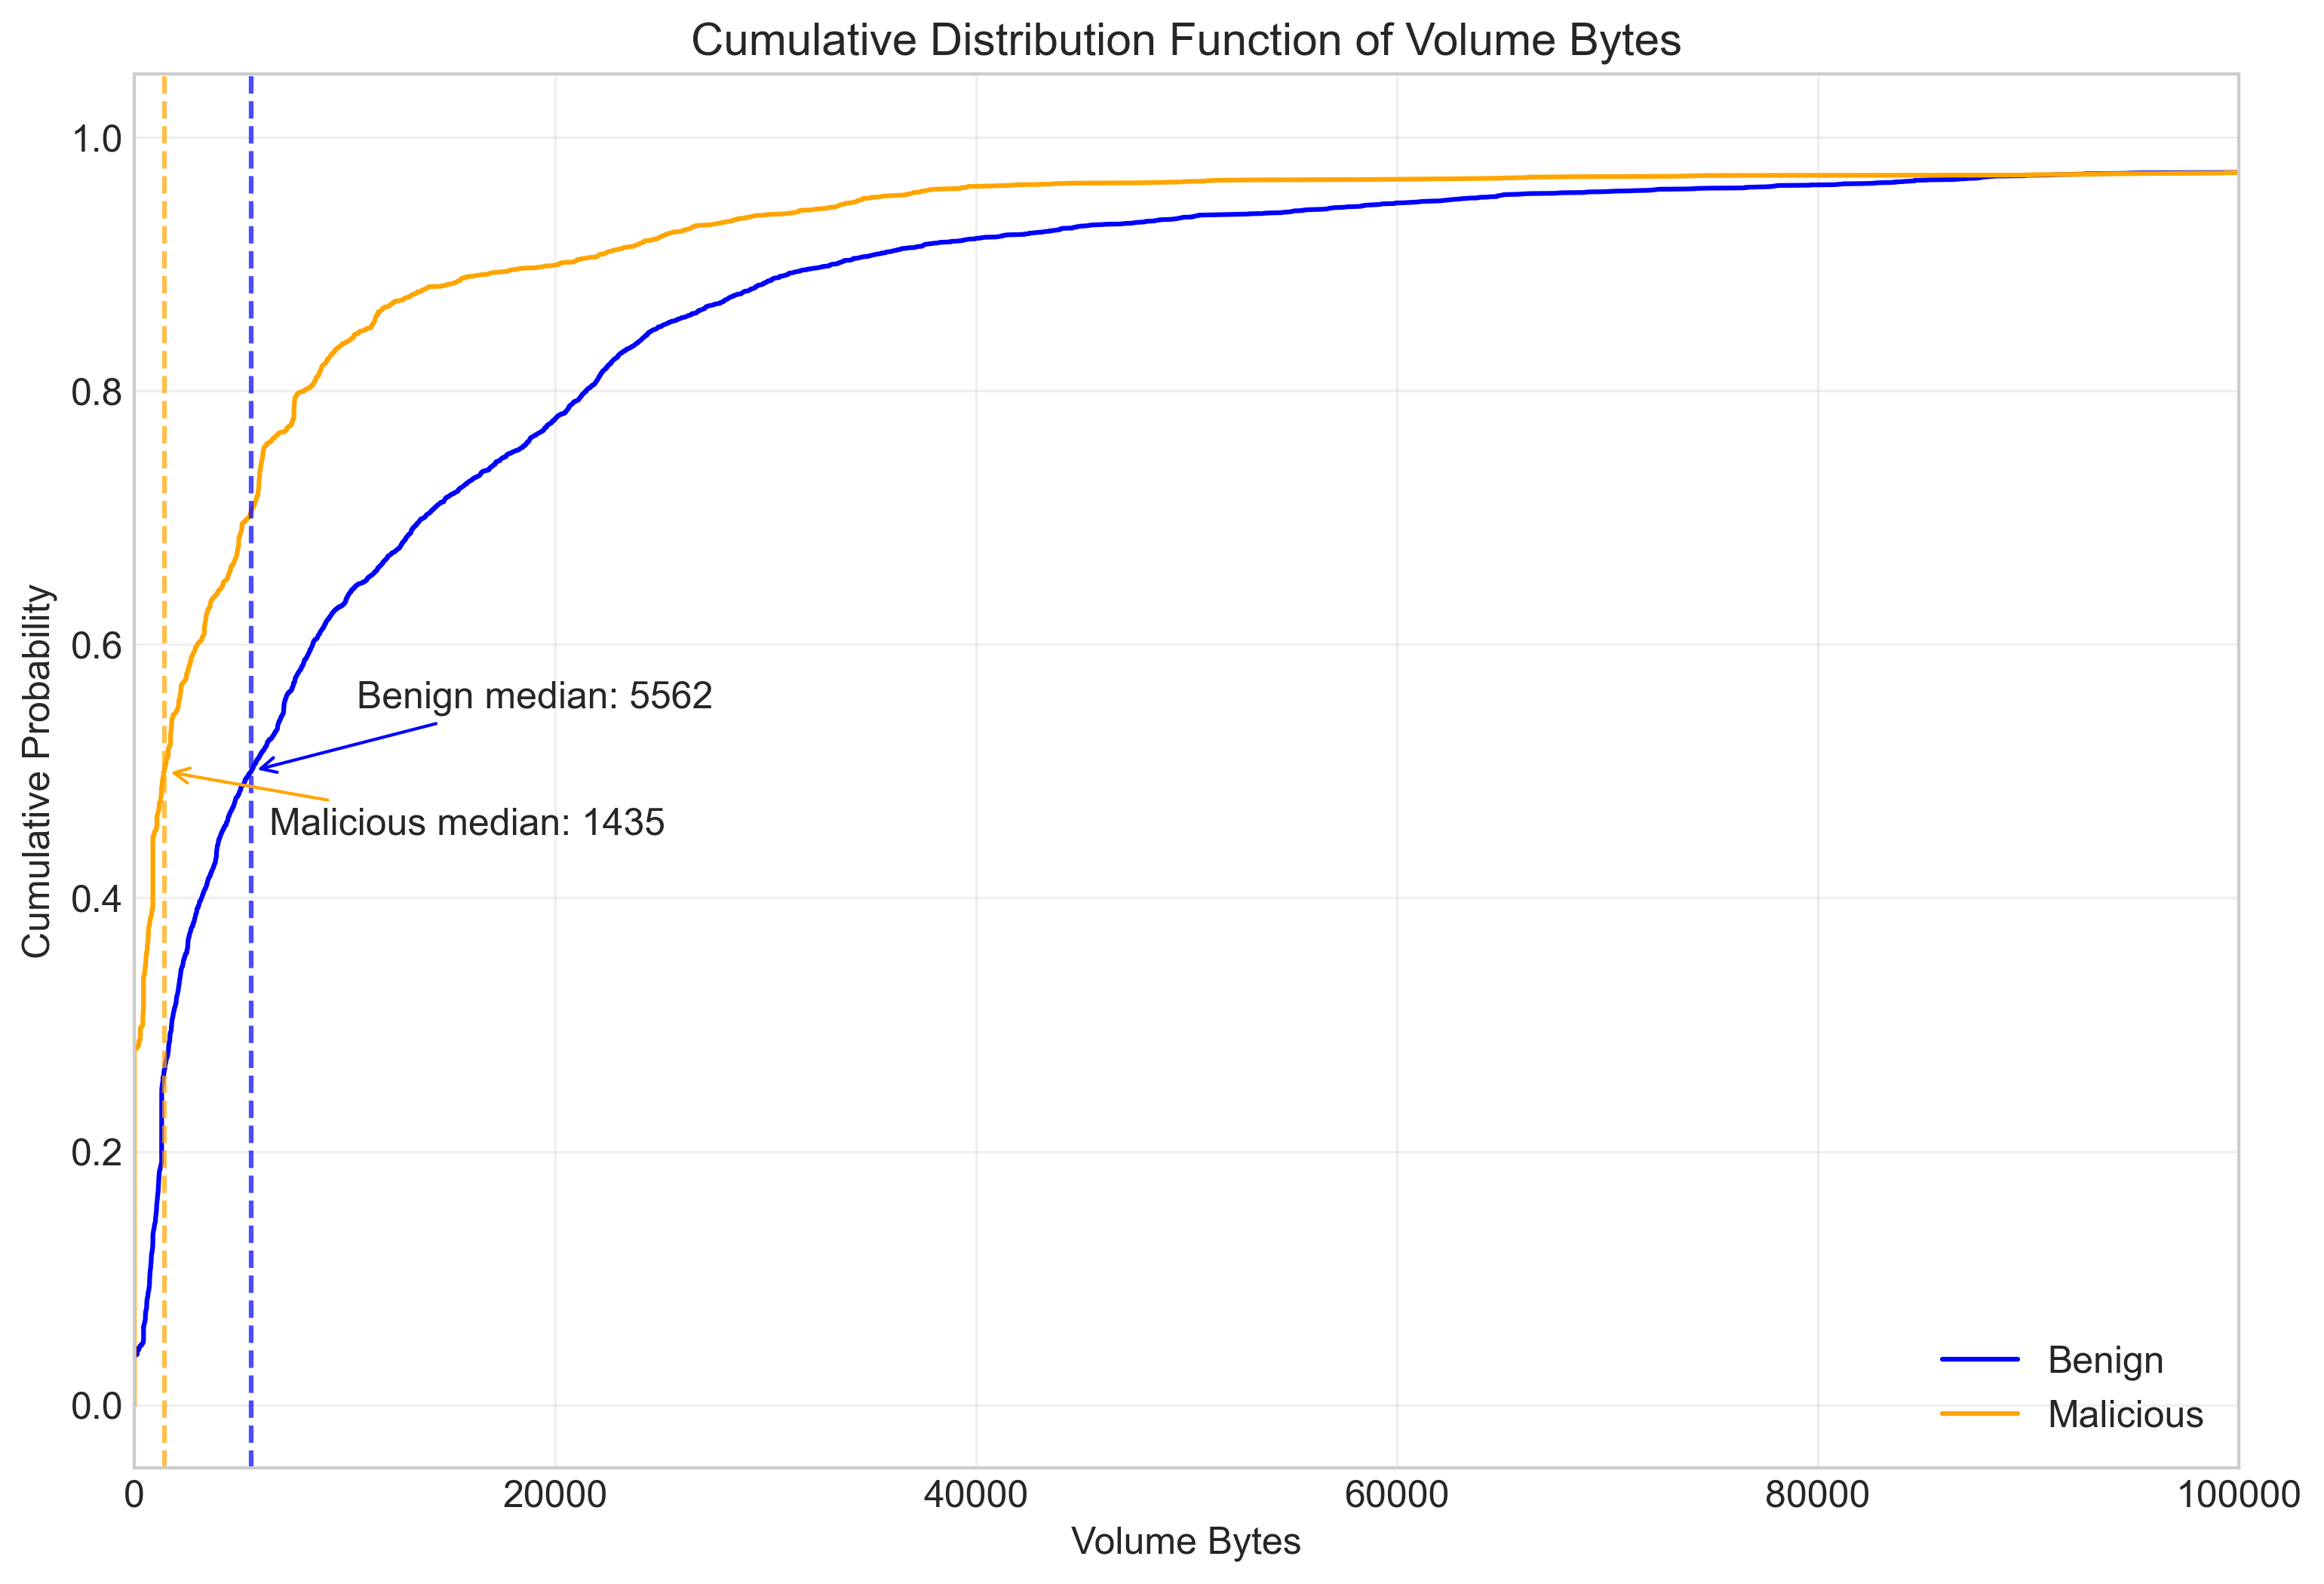 Cumulative Distribution Function of Volume Bytes
Cumulative Probability
1.0
0.8
0.6
0.4
0.2
0.0
Benign median: 5562
Malicious median: 1435
Benign
Malicious
0 20000 40000 60000 80000 100000
Volume Bytes